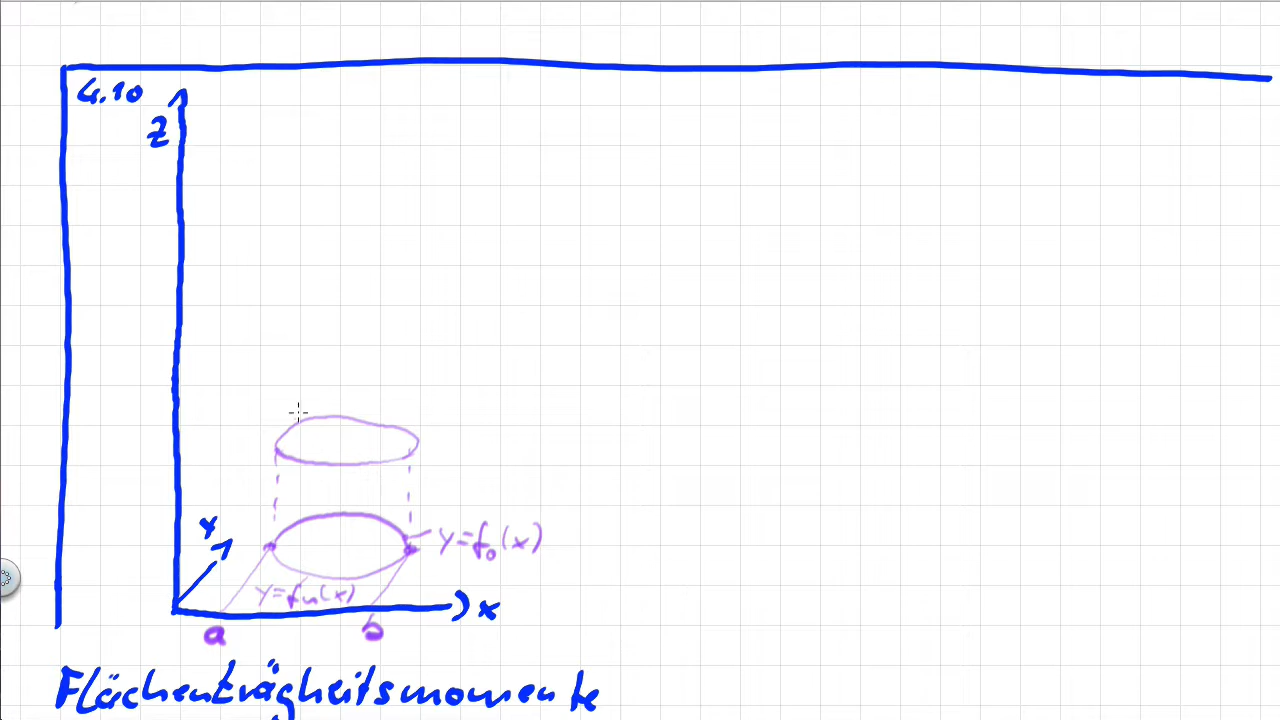 4.10
z
y
y=f₀(x)
y=fᵤ(x)
x
a
b
Flächenträgheitsmomente